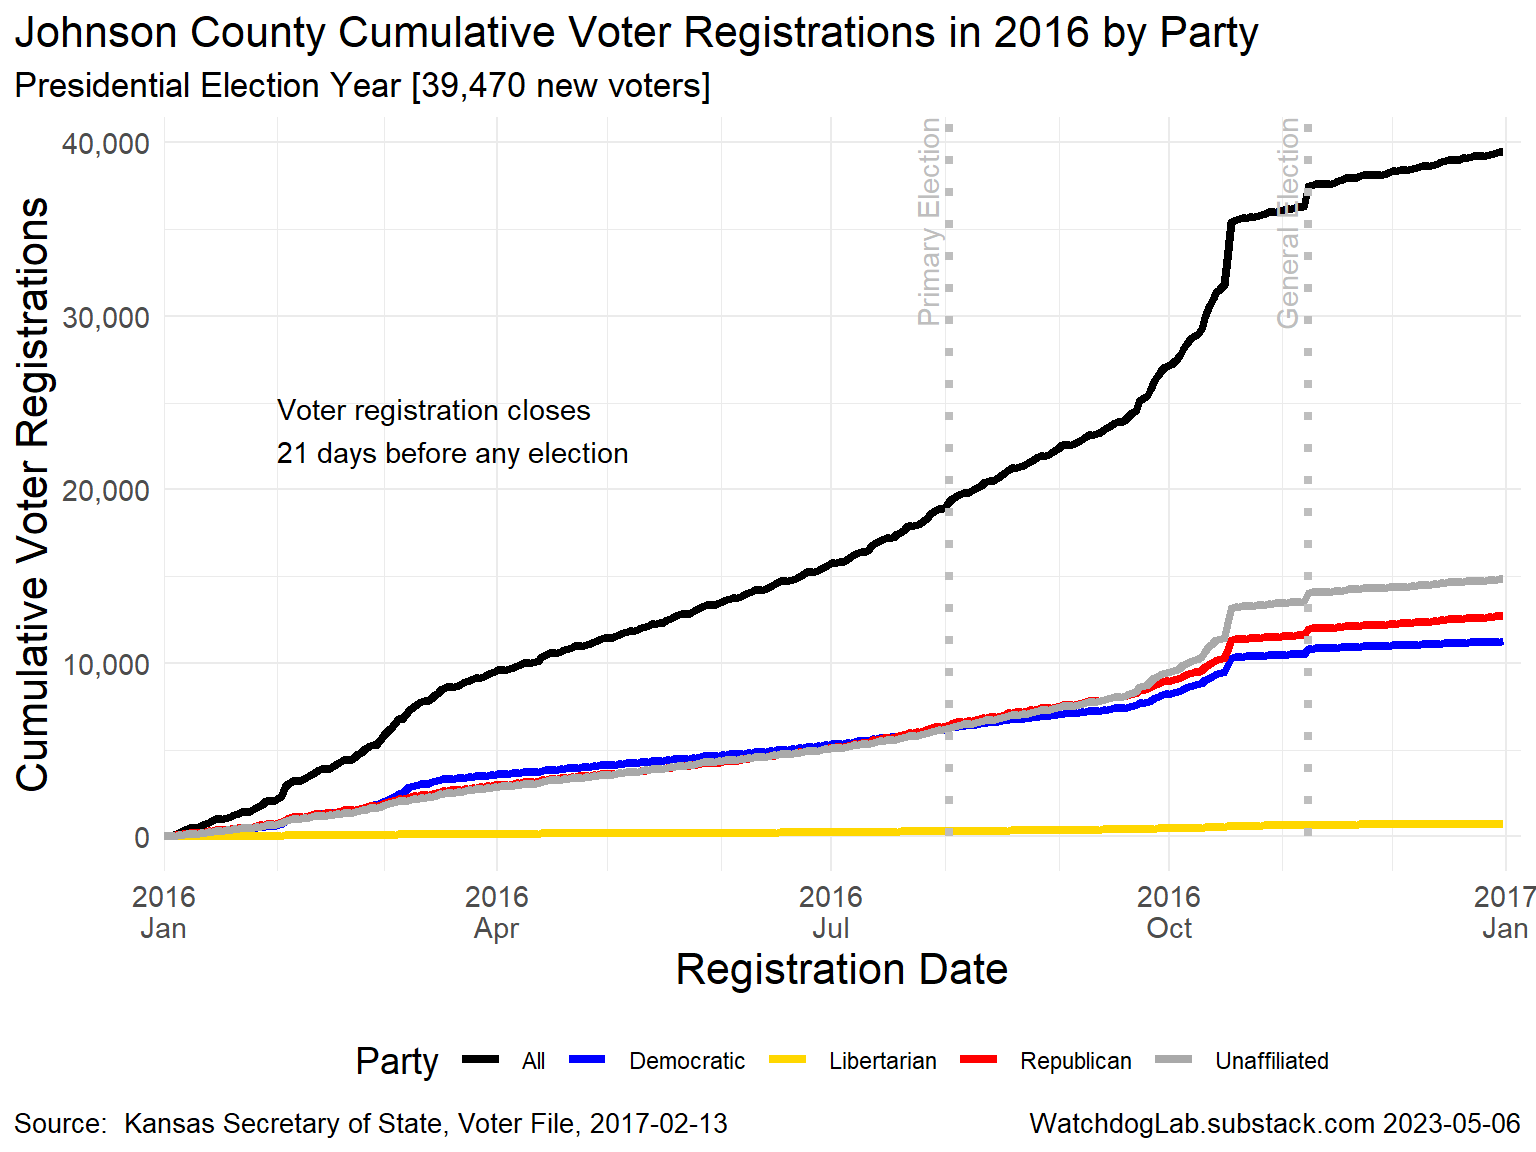 Johnson County Cumulative Voter Registrations in 2016 by Party
Presidential Election Year [39,470 new voters]
Cumulative Voter Registrations
40,000
30,000
20,000
10,000
0
Primary Election
General Election
Voter registration closes
21 days before any election
2016 2016 2016 2016 2017
Jan Apr Jul Oct Jan
Registration Date
Party All Democratic Libertarian Republican Unaffiliated
Source:  Kansas Secretary of State, Voter File, 2017-02-13
WatchdogLab.substack.com 2023-05-06